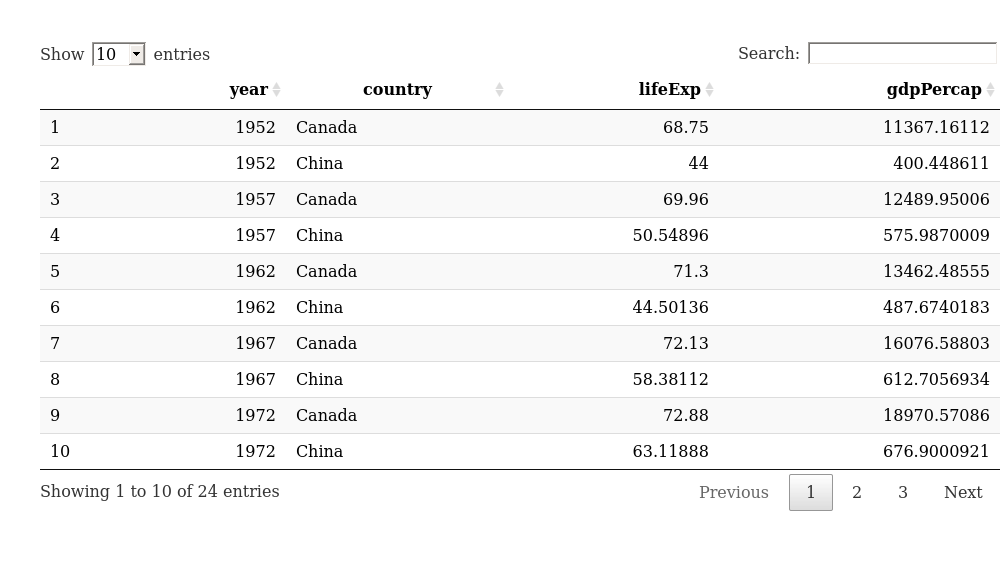 Show 10 entries Search:
year country lifeExp gdpPercap
1 1952 Canada 68.75 11367.16112
2 1952 China 44 400.448611
3 1957 Canada 69.96 12489.95006
4 1957 China 50.54896 575.9870009
5 1962 Canada 71.3 13462.48555
6 1962 China 44.50136 487.6740183
7 1967 Canada 72.13 16076.58803
8 1967 China 58.38112 612.7056934
9 1972 Canada 72.88 18970.57086
10 1972 China 63.11888 676.9000921
Showing 1 to 10 of 24 entries Previous 1 2 3 Next